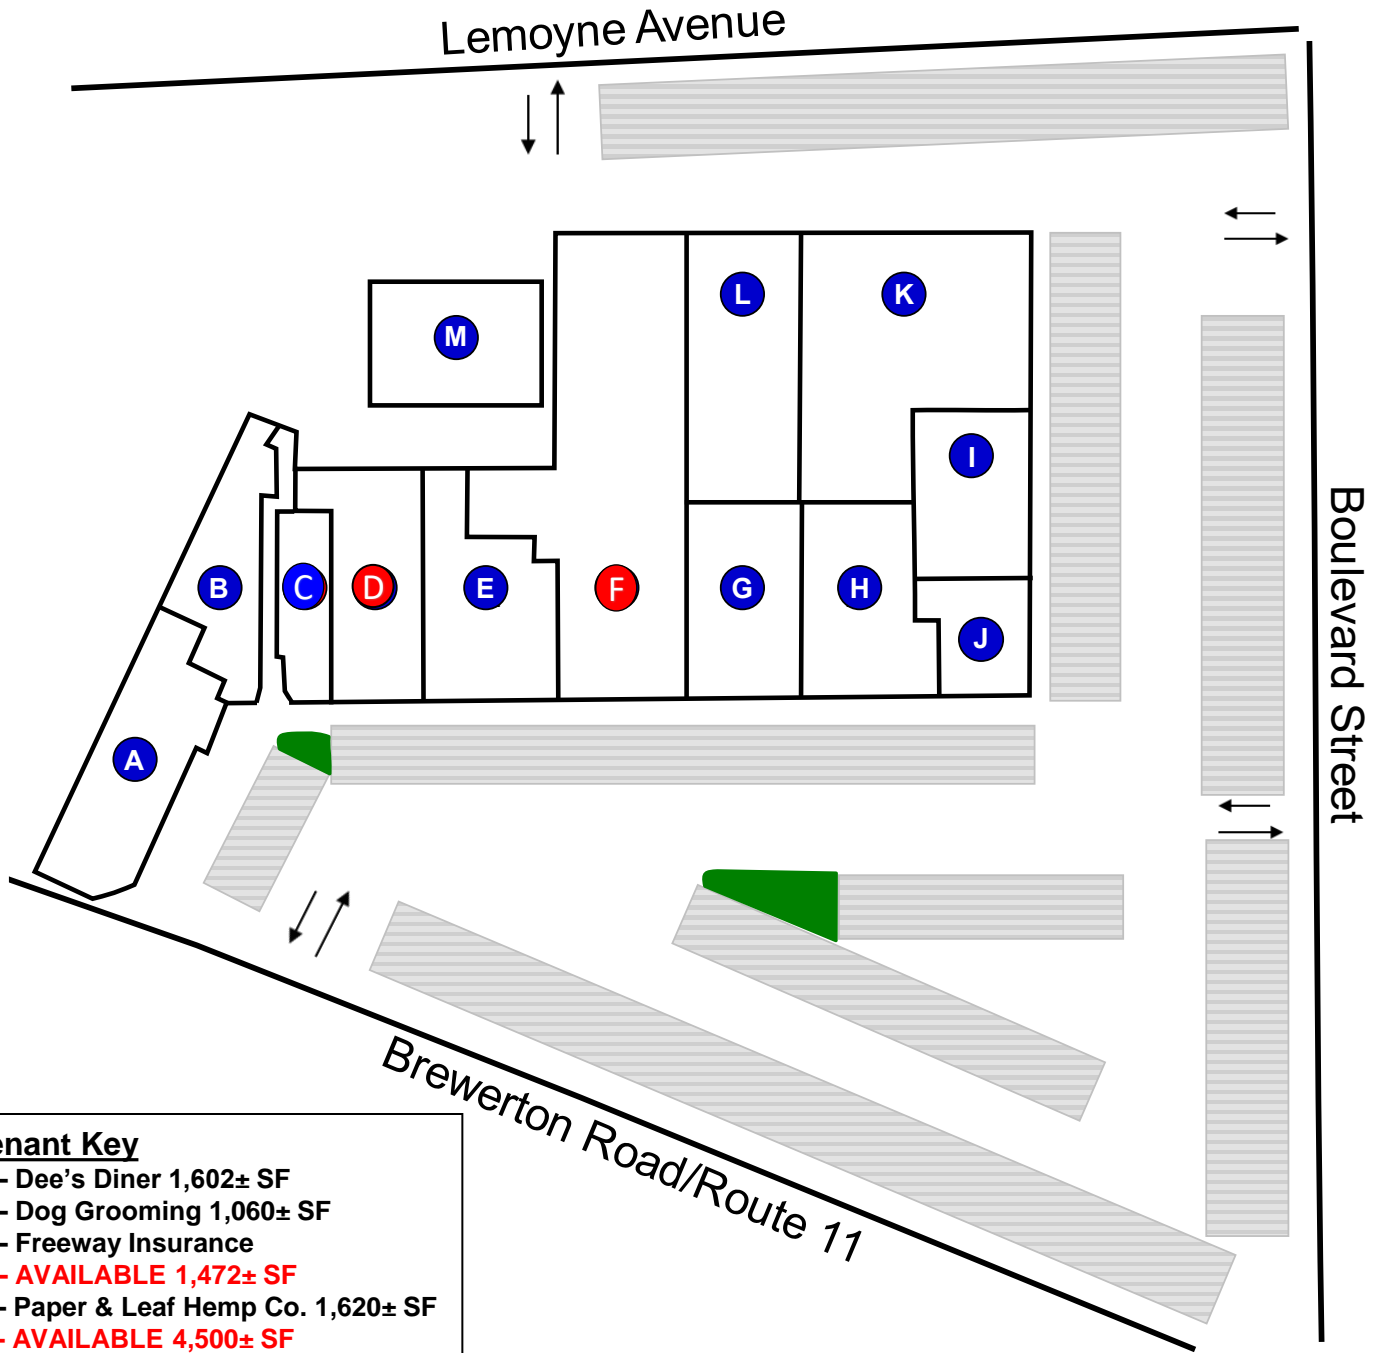 Lemoyne Avenue
L
K
M
I
B
C
D
E
F
G
H
J
A
Boulevard Street
Brewerton Road/Route 11
enant Key
- Dee's Diner 1,602± SF
- Dog Grooming 1,060± SF
- Freeway Insurance
- AVAILABLE 1,472± SF
- Paper & Leaf Hemp Co. 1,620± SF
- AVAILABLE 4,500± SF